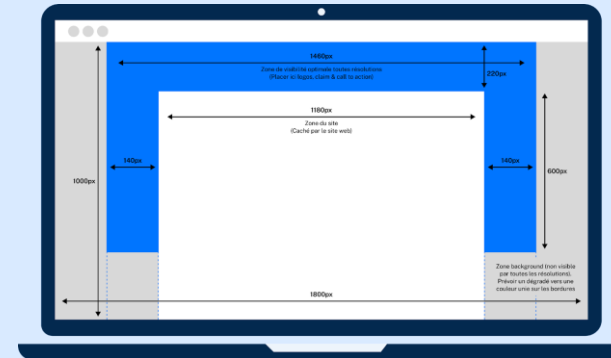 1460px
Zone de visibilité optimale toutes résolutions
(Placer ici logos, claim & call to action)
220px
1180px
Zone du site
(Caché par le site web)
140px
140px
600px
1000px
Zone background (non visible
par toutes les résolutions).
Prévoir un dégradé vers une
couleur unie sur les bordures
1800px